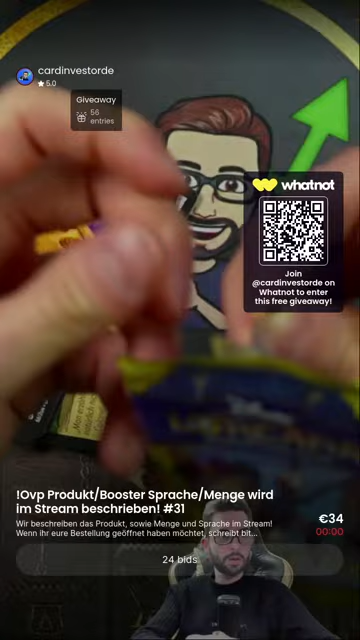 cardinvestorde
5.0
Giveaway
56
entries
whatnot
Join
@cardinvestorde on
Whatnot to enter
this free giveaway!
!Ovp Produkt/Booster Sprache/Menge wird
im Stream beschrieben! #31
€34
Wir beschreiben das Produkt, sowie Menge und Sprache im Stream!
00:00
Wenn ihr eure Bestellung geöffnet haben möchtet, schreibt bit...
24 bids